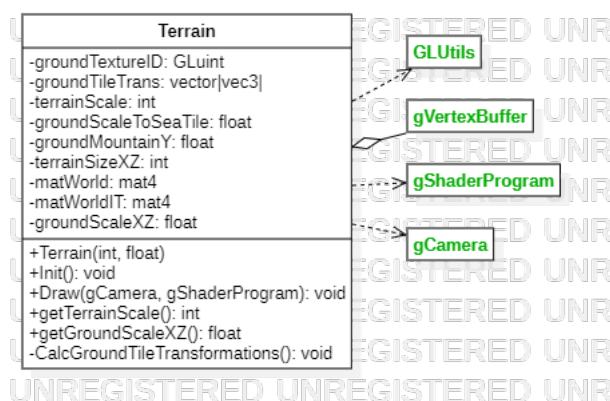 Terrain
-groundTextureID: GLuint
-groundTileTrans: vector|vec3|
-terrainScale: int
-groundScaleToSeaTile: float
-groundMountainY: float
-terrainSizeXZ: int
-matWorld: mat4
-matWorldIT: mat4
-groundScaleXZ: float
+Terrain(int, float)
+Init(): void
+Draw(gCamera, gShaderProgram): void
+getTerrainScale(): int
+getGroundScaleXZ(): float
-CalcGroundTileTransformations(): void
GLUtils
gVertexBuffer
gShaderProgram
gCamera
UNREGISTERED UNREGISTERED UNR